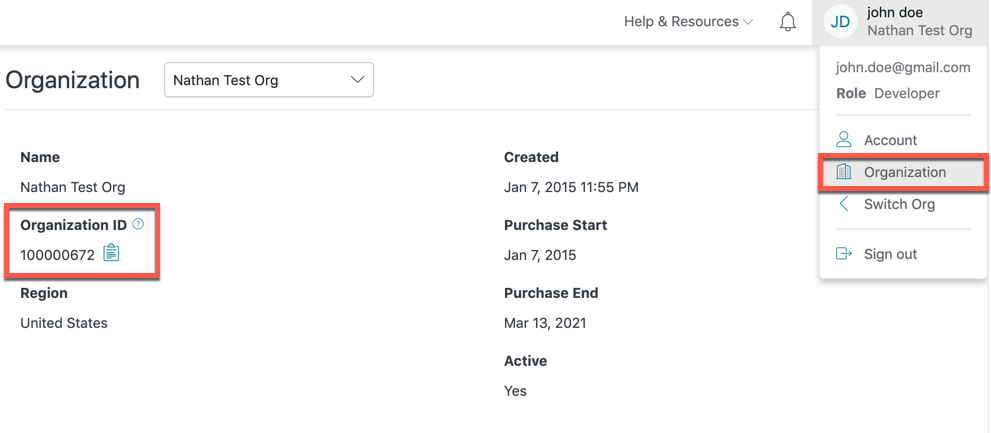 Help & Resources
JD
john doe
Nathan Test Org
Organization
Nathan Test Org
john.doe@gmail.com
Role Developer
Account
Organization
Switch Org
Sign out
Name
Nathan Test Org
Organization ID ?
100000672
Region
United States
Created
Jan 7, 2015 11:55 PM
Purchase Start
Jan 7, 2015
Purchase End
Mar 13, 2021
Active
Yes